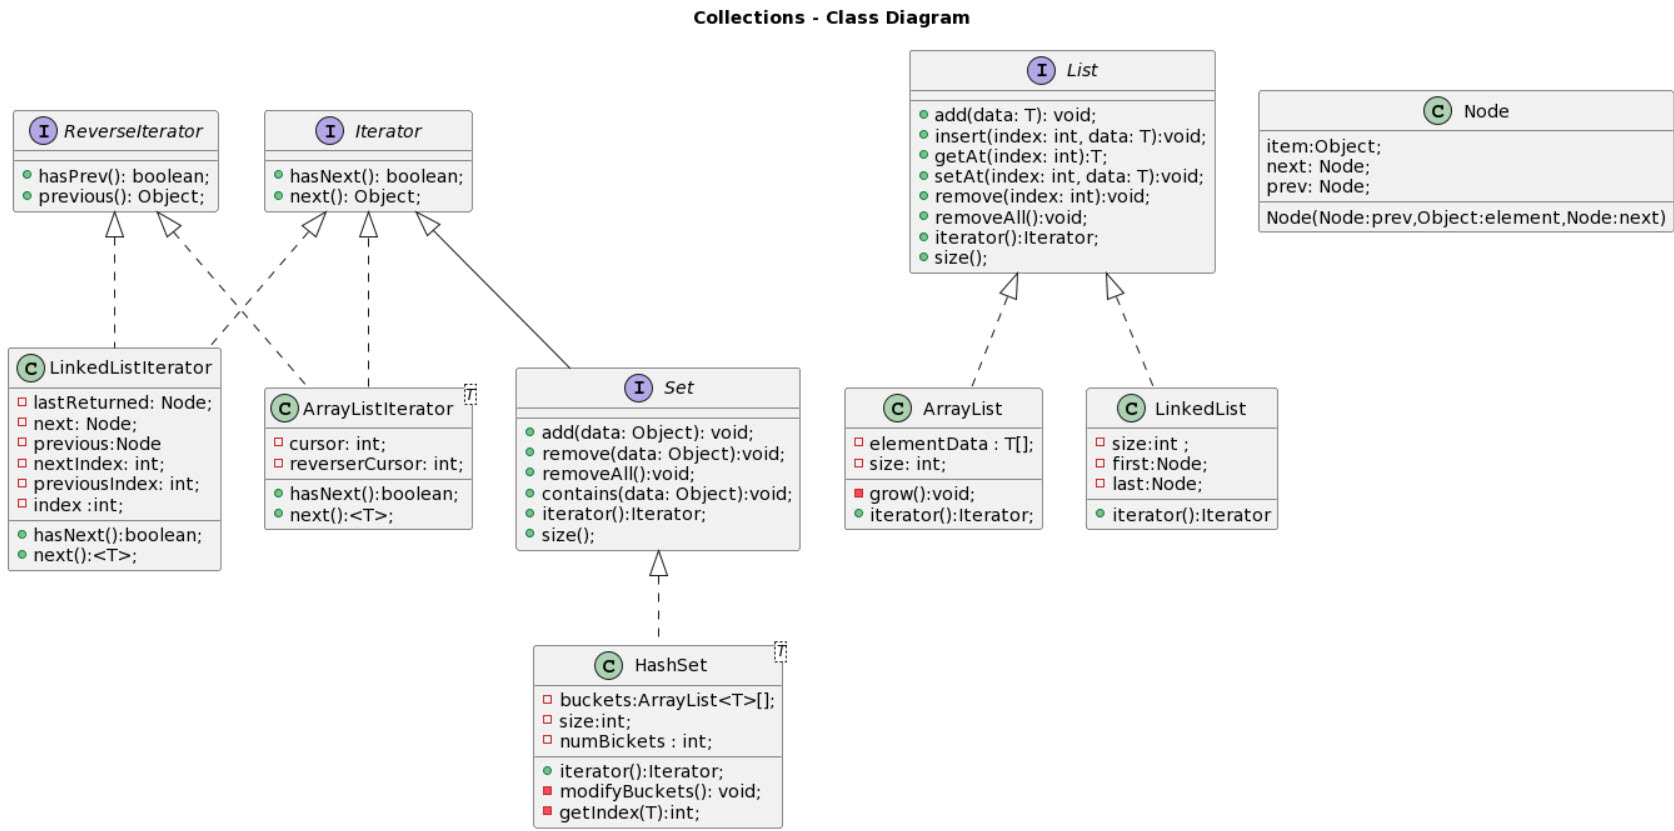 Collections - Class Diagram
I ReverseIterator
hasPrev(): boolean;
previous(): Object;
I Iterator
hasNext(): boolean;
next(): Object;
I List
add(data: T): void;
insert(index: int, data: T):void;
getAt(index: int):T;
setAt(index: int, data: T):void;
remove(index: int):void;
removeAll():void;
iterator():Iterator;
size();
C Node
item:Object;
next: Node;
prev: Node;
Node(Node:prev,Object:element,Node:next)
C LinkedListIterator
lastReturned: Node;
next: Node;
previous:Node
nextIndex: int;
previousIndex: int;
index :int;
hasNext():boolean;
next():<T>;
C ArrayListIterator
T
cursor: int;
reverserCursor: int;
hasNext():boolean;
next():<T>;
I Set
add(data: Object): void;
remove(data: Object):void;
removeAll():void;
contains(data: Object):void;
iterator():Iterator;
size();
C ArrayList
elementData : T[];
size: int;
grow():void;
iterator():Iterator;
C LinkedList
size:int ;
first:Node;
last:Node;
iterator():Iterator
C HashSet
T
buckets:ArrayList<T>[];
size:int;
numBickets : int;
iterator():Iterator;
modifyBuckets(): void;
getIndex(T):int;